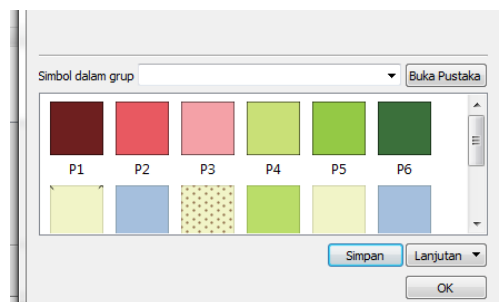 Simbol dalam grup Buka Pustaka
P1 P2 P3 P4 P5 P6
Simpan Lanjutan
OK